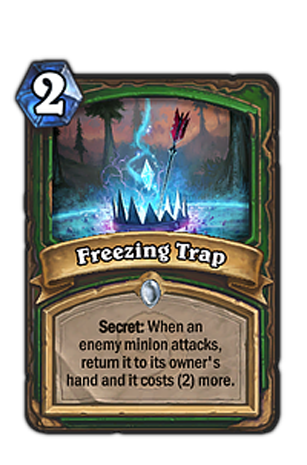 2
Freezing Trap
Secret: When an
enemy minion attacks,
return it to its owner's
hand and it costs (2) more.